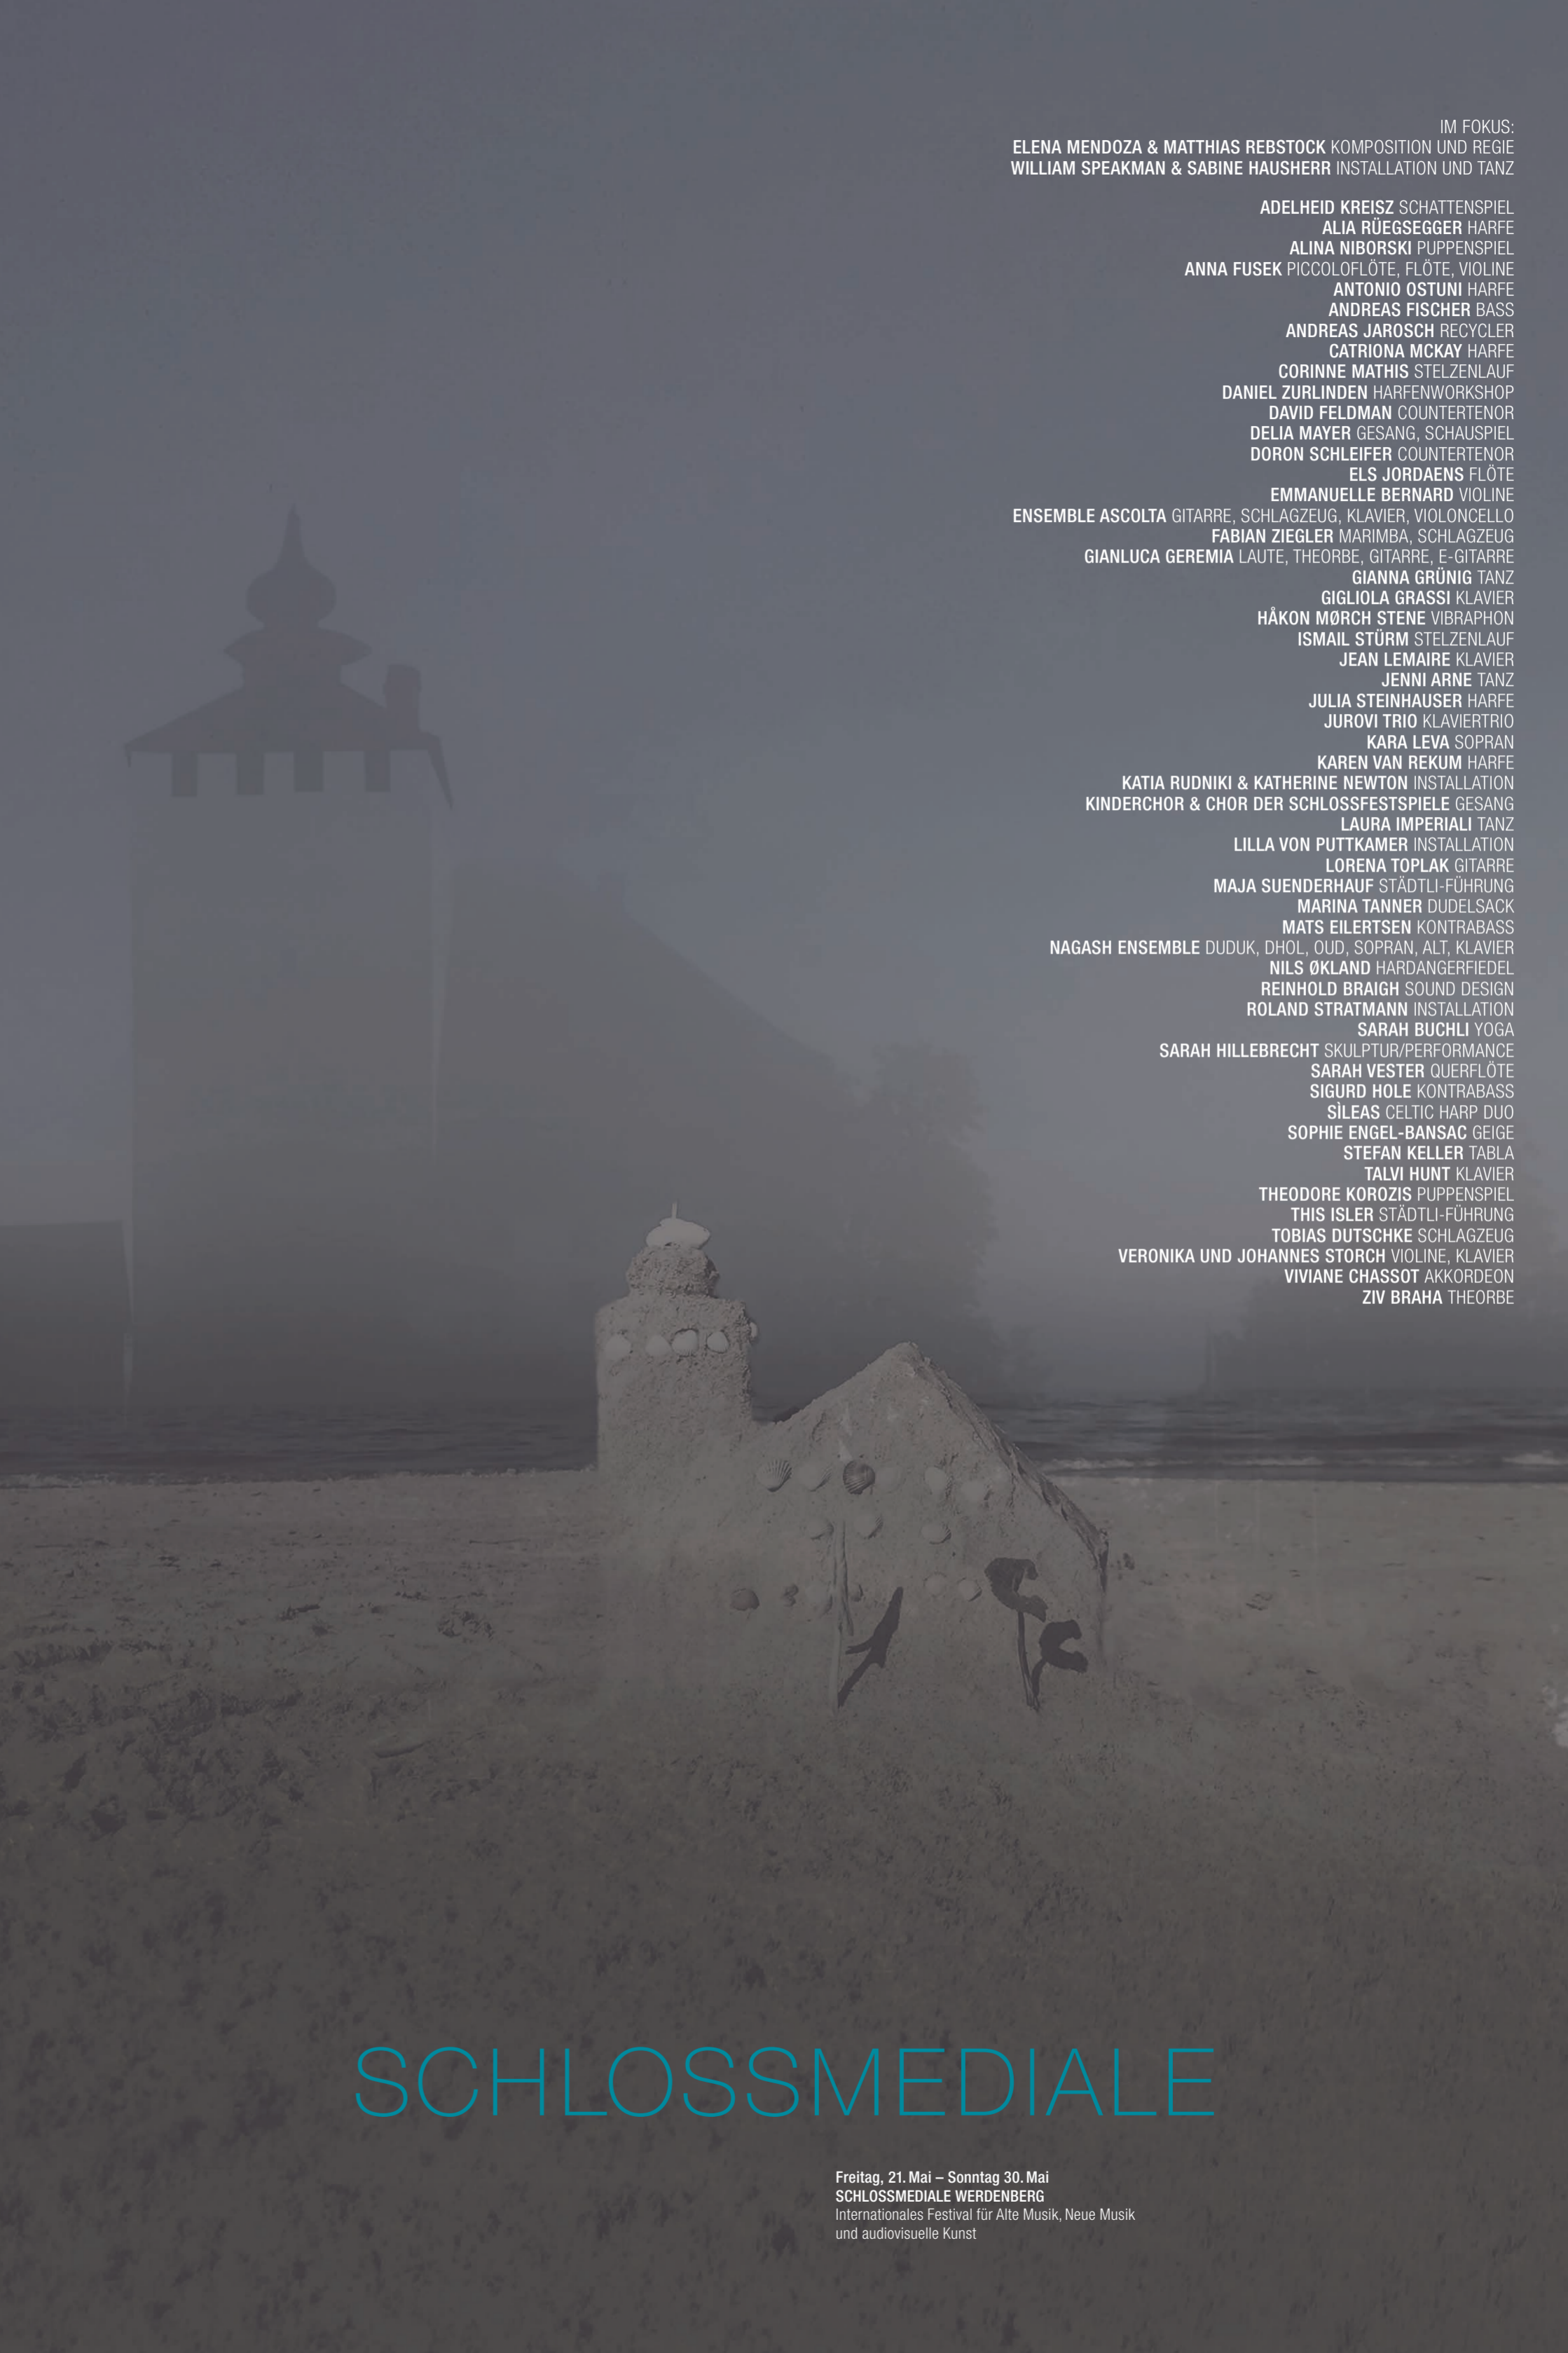 IM FOKUS:
ELENA MENDOZA & MATTHIAS REBSTOCK KOMPOSITION UND REGIE
WILLIAM SPEAKMAN & SABINE HAUSHERR INSTALLATION UND TANZ
ADELHEID KREISZ SCHATTENSPIEL
ALIA RÜEGSEGGER HARFE
ALINA NIBORSKI PUPPENSPIEL
ANNA FUSEK PICCOLOFLÖTE, FLÖTE, VIOLINE
ANTONIO OSTUNI HARFE
ANDREAS FISCHER BASS
ANDREAS JAROSCH RECYCLER
CATRIONA MCKAY HARFE
CORINNE MATHIS STELZENLAUF
DANIEL ZURLINDEN HARFENWORKSHOP
DAVID FELDMAN COUNTERTENOR
DELIA MAYER GESANG, SCHAUSPIEL
DORON SCHLEIFER COUNTERTENOR
ELS JORDAENS FLÖTE
EMMANUELLE BERNARD VIOLINE
ENSEMBLE ASCOLTA GITARRE, SCHLAGZEUG, KLAVIER, VIOLONCELLO
FABIAN ZIEGLER MARIMBA, SCHLAGZEUG
GIANLUCA GEREMIA LAUTE, THEORBE, GITARRE, E-GITARRE
GIANNA GRÜNIG TANZ
GIGLIOLA GRASSI KLAVIER
HÅKON MØRCH STENE VIBRAPHON
ISMAIL STÜRM STELZENLAUF
JEAN LEMAIRE KLAVIER
JENNI ARNE TANZ
JULIA STEINHAUSER HARFE
JUROVI TRIO KLAVIERTRIO
KARA LEVA SOPRAN
KAREN VAN REKUM HARFE
KATIA RUDNIKI & KATHERINE NEWTON INSTALLATION
KINDERCHOR & CHOR DER SCHLOSSFESTSPIELE GESANG
LAURA IMPERIALI TANZ
LILLA VON PUTTKAMER INSTALLATION
LORENA TOPLAK GITARRE
MAJA SUENDERHAUF STÄDTLI-FÜHRUNG
MARINA TANNER DUDELSACK
MATS EILERTSEN KONTRABASS
NAGASH ENSEMBLE DUDUK, DHOL, OUD, SOPRAN, ALT, KLAVIER
NILS ØKLAND HARDANGERFIEDEL
REINHOLD BRAIGH SOUND DESIGN
ROLAND STRATMANN INSTALLATION
SARAH BUCHLI YOGA
SARAH HILLEBRECHT SKULPTUR/PERFORMANCE
SARAH VESTER QUERFLÖTE
SIGURD HOLE KONTRABASS
SÌLEAS CELTIC HARP DUO
SOPHIE ENGEL-BANSAC GEIGE
STEFAN KELLER TABLA
TALVI HUNT KLAVIER
THEODORE KOROZIS PUPPENSPIEL
THIS ISLER STÄDTLI-FÜHRUNG
TOBIAS DUTSCHKE SCHLAGZEUG
VERONIKA UND JOHANNES STORCH VIOLINE, KLAVIER
VIVIANE CHASSOT AKKORDEON
ZIV BRAHA THEORBE
SCHLOSSMEDIALE
Freitag, 21. Mai – Sonntag 30. Mai
SCHLOSSMEDIALE WERDENBERG
Internationales Festival für Alte Musik, Neue Musik
und audiovisuelle Kunst